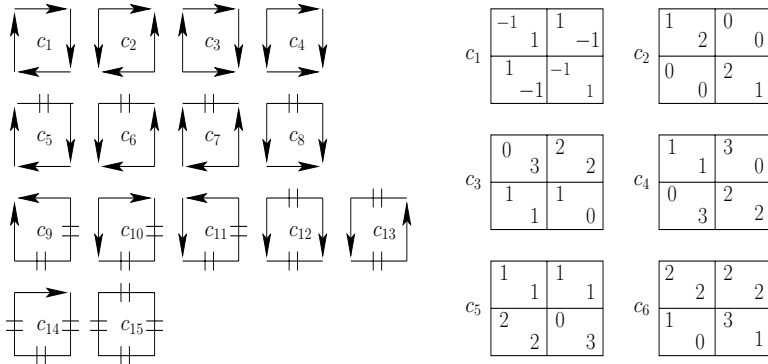 c1 c2 c3 c4
c5 c6 c7 c8
c9 c10 c11 c12 c13
c14 c15
c1
-1 1 1 -1
1 -1 -1 1
c2
1 2 0 0
0 0 2 1
c3
0 3 2 2
1 1 1 0
c4
1 1 3 0
0 3 2 2
c5
1 1 1 1
2 2 0 3
c6
2 2 2 2
1 0 3 1